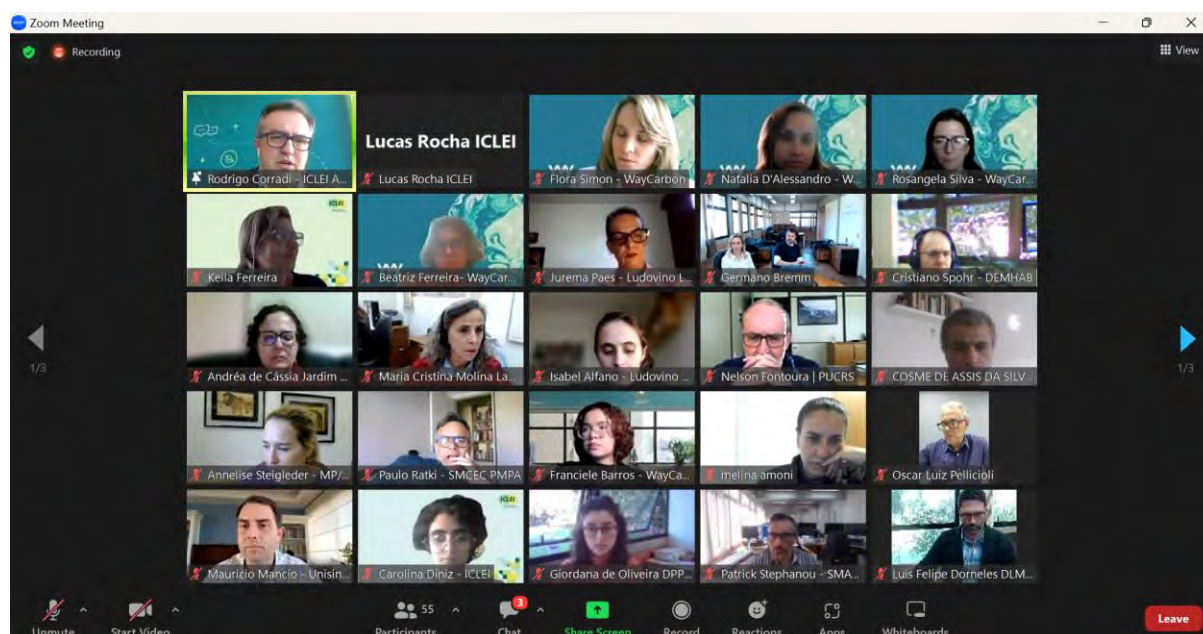 Zoom Meeting
Recording
View
Rodrigo Corradi - ICLEI A...
Lucas Rocha ICLEI
Lucas Rocha ICLEI
Flora Simon - WayCarbon
Natalia D'Alessandro - W...
Rosangela Silva - WayCar...
Keila Ferreira
ICLEI
Beatriz Ferreira- WayCar...
Jurema Paes - Ludovino L...
Germano Bremm
Cristiano Spohr - DEMHAB
Andréa de Cássia Jardim ...
Maria Cristina Molina La...
Isabel Alfano - Ludovino ...
Nelson Fontoura | PUCRS
COSME DE ASSIS DA SILV...
1/3
1/3
Annelise Steigleder - MP/...
Paulo Ratki - SMCEC PMPA
Franciele Barros - WayCa...
melina amoni
Oscar Luiz Pellicioli
Mauricio Mancio - Unisin...
Carolina Diniz - ICLEI
ICLEI
Giordana de Oliveira DPP...
Patrick Stephanou - SMA...
Luis Felipe Dorneles DLM...
Unmute
Start Video
55
Participants
3
Chat
Share Screen
Record
Reactions
Apps
Whiteboards
Leave